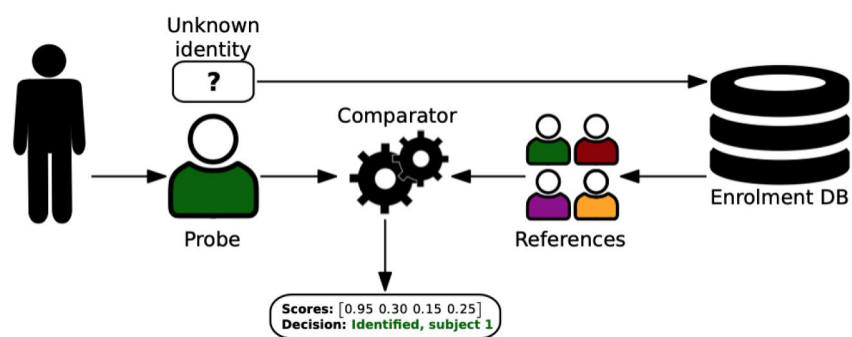 Unknown
identity
?
Comparator
Enrolment DB
Probe
References
Scores: [0.95 0.30 0.15 0.25]
Decision: Identified, subject 1